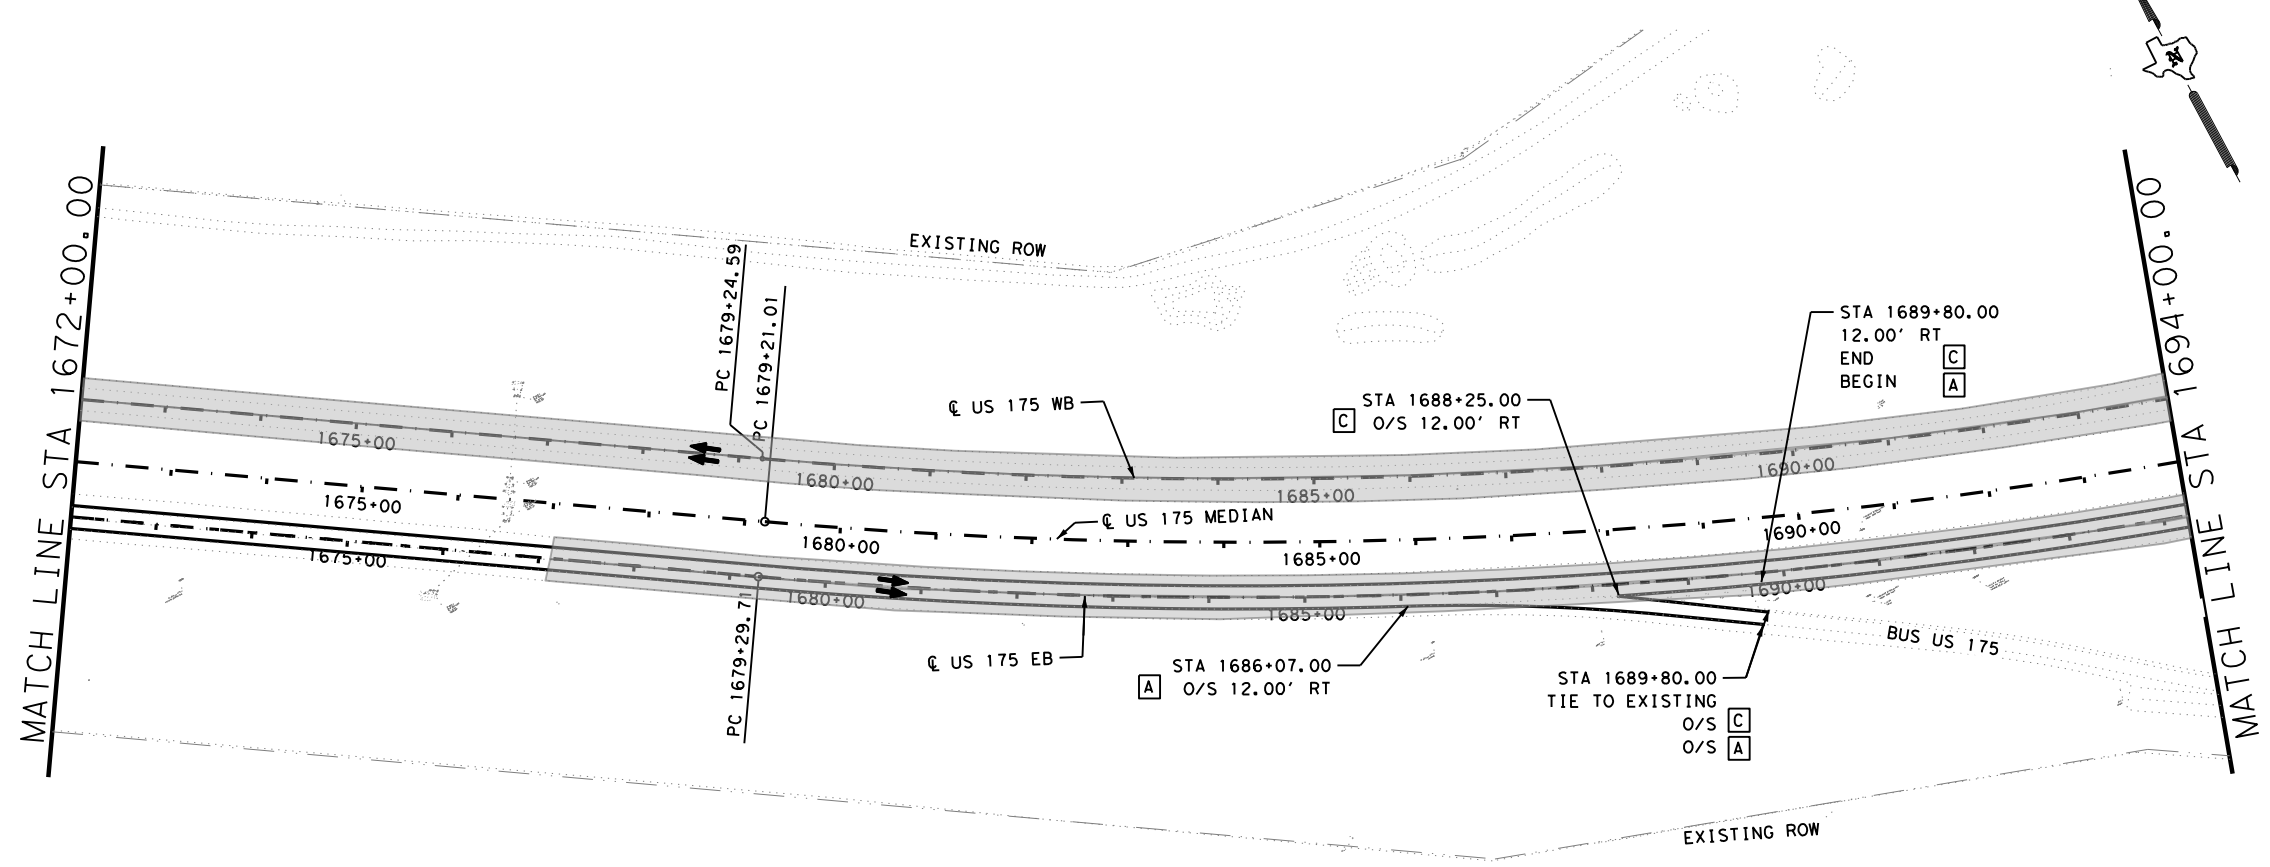 MATCH LINE STA 1672+00.00
EXISTING ROW
PC 1679+24.59
PC 1679+21.01
N
MATCH LINE STA 1694+00.00
STA 1689+80.00
12.00' RT
END C
BEGIN A
℄ US 175 WB
STA 1688+25.00
C O/S 12.00' RT
1675+00
1680+00
1685+00
1690+00
1675+00
℄ US 175 MEDIAN
1680+00
1685+00
1690+00
1675+00
1680+00
1685+00
1690+00
PC 1679+29.71
℄ US 175 EB
STA 1686+07.00
A O/S 12.00' RT
BUS US 175
STA 1689+80.00
TIE TO EXISTING
O/S C
O/S A
EXISTING ROW